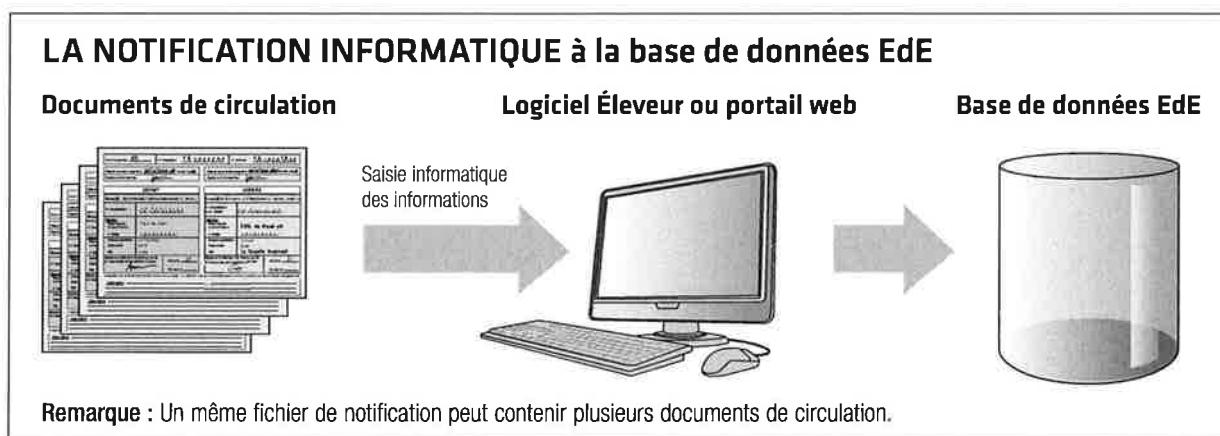 LA NOTIFICATION INFORMATIQUE à la base de données EdE
Documents de circulation
Logiciel Éleveur ou portail web
Base de données EdE
Saisie informatique
des informations
Remarque : Un même fichier de notification peut contenir plusieurs documents de circulation.